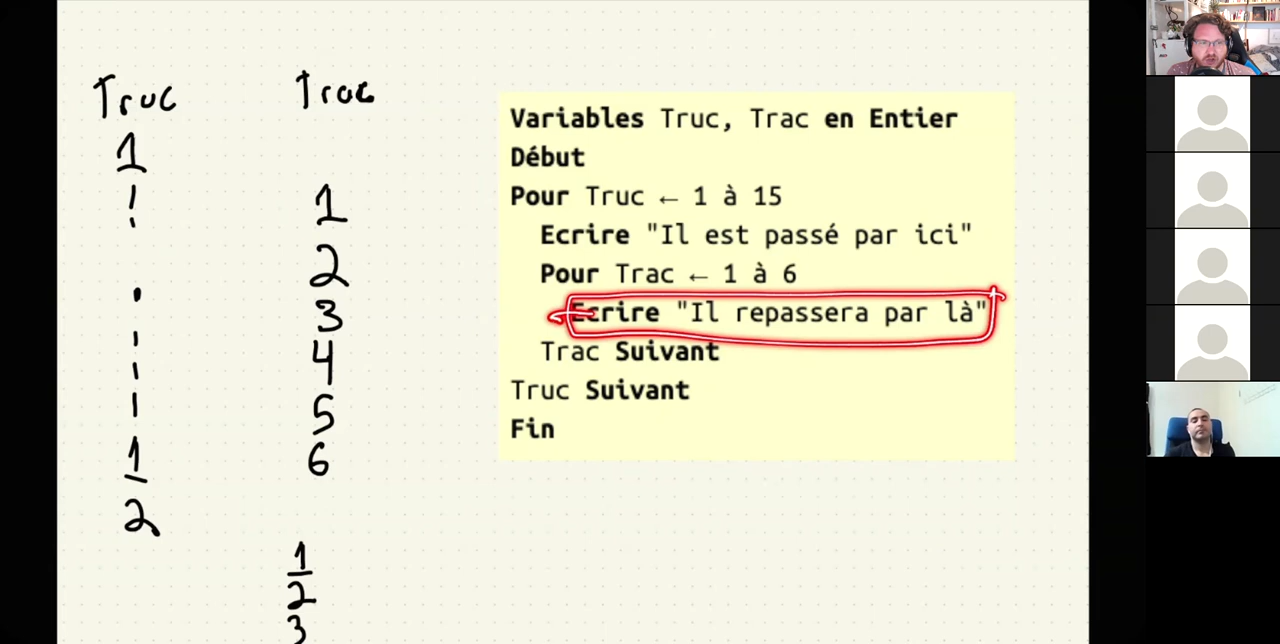 Truc Trac
1
1
2
3
4
5
1 6
2
1
2
3
Variables Truc, Trac en Entier
Début
Pour Truc ← 1 à 15
Ecrire "Il est passé par ici"
Pour Trac ← 1 à 6
Ecrire "Il repassera par là"
Trac Suivant
Truc Suivant
Fin